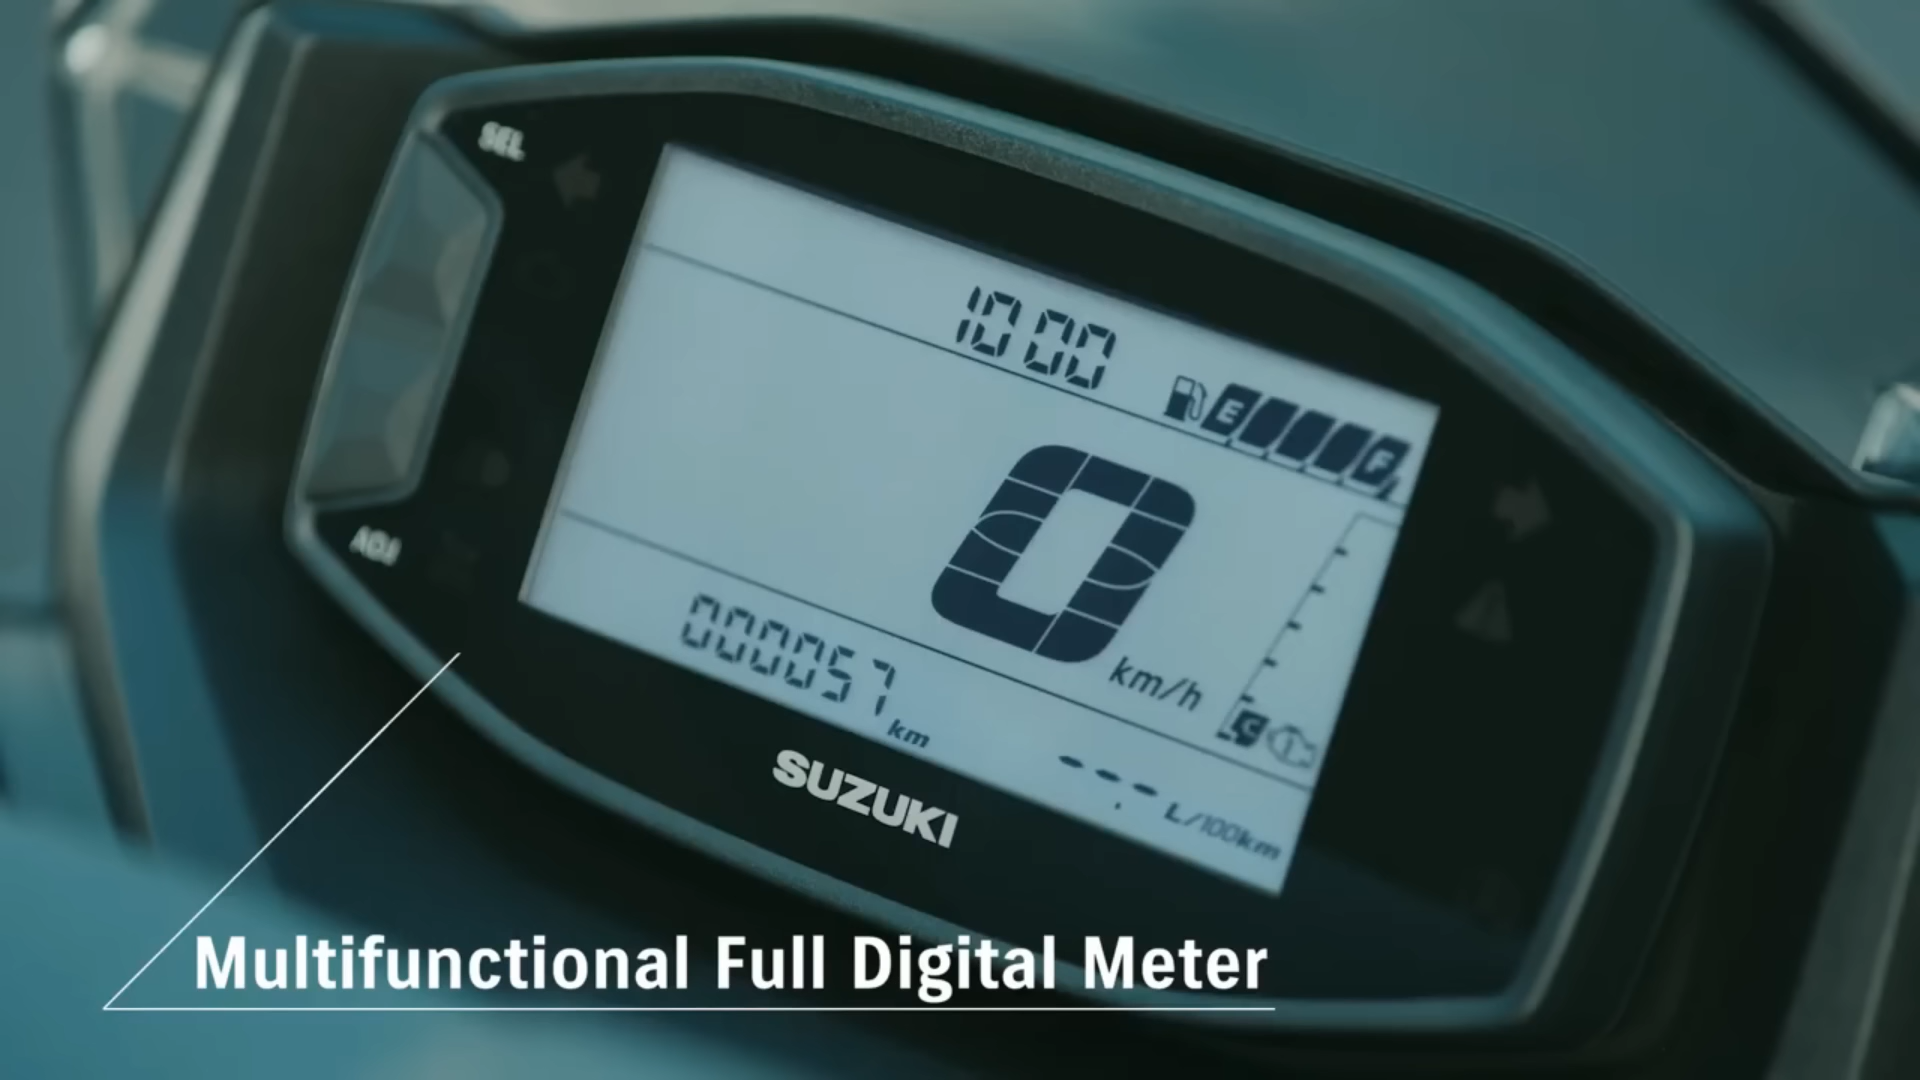 SEL
10 00
E F
0
km/h
C
ADJ
000057 km
--.- L/100km
SUZUKI
Multifunctional Full Digital Meter